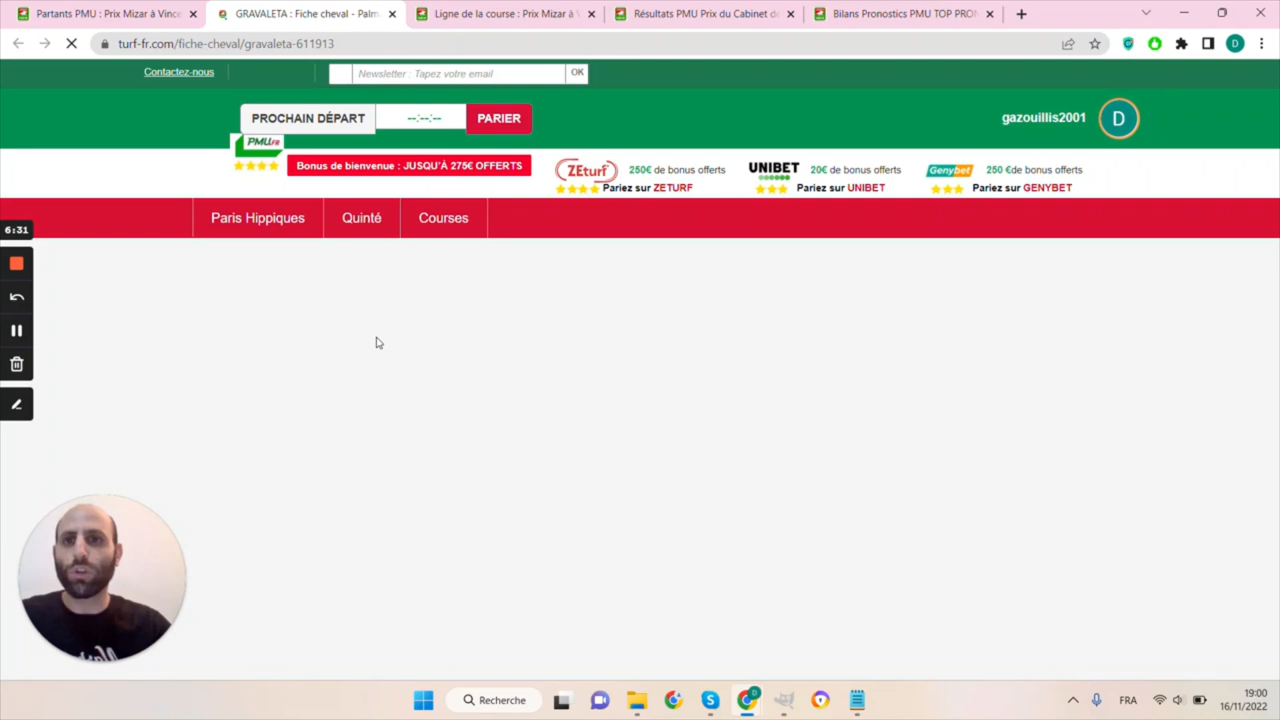 Partants PMU : Prix Mizar à Vince
GRAVALETA : Fiche cheval - Palm
Ligne de la course : Prix Mizar à V
Résultats PMU Prix du Cabinet de
Bilans Pronostics PMU TOP PRON
turf-fr.com/fiche-cheval/gravaleta-611913
D
Contactez-nous
Newsletter : Tapez votre email
OK
PROCHAIN DÉPART
--:--:--
PARIER
gazouillis2001
D
PMU.FR
Bonus de bienvenue : JUSQU'À 275€ OFFERTS
ZEturf
250€ de bonus offerts
Pariez sur ZETURF
UNIBET
20€ de bonus offerts
Pariez sur UNIBET
Genybet
250 €de bonus offerts
Pariez sur GENYBET
Paris Hippiques
Quinté
Courses
6:31
Recherche
D
FRA
19:00
16/11/2022